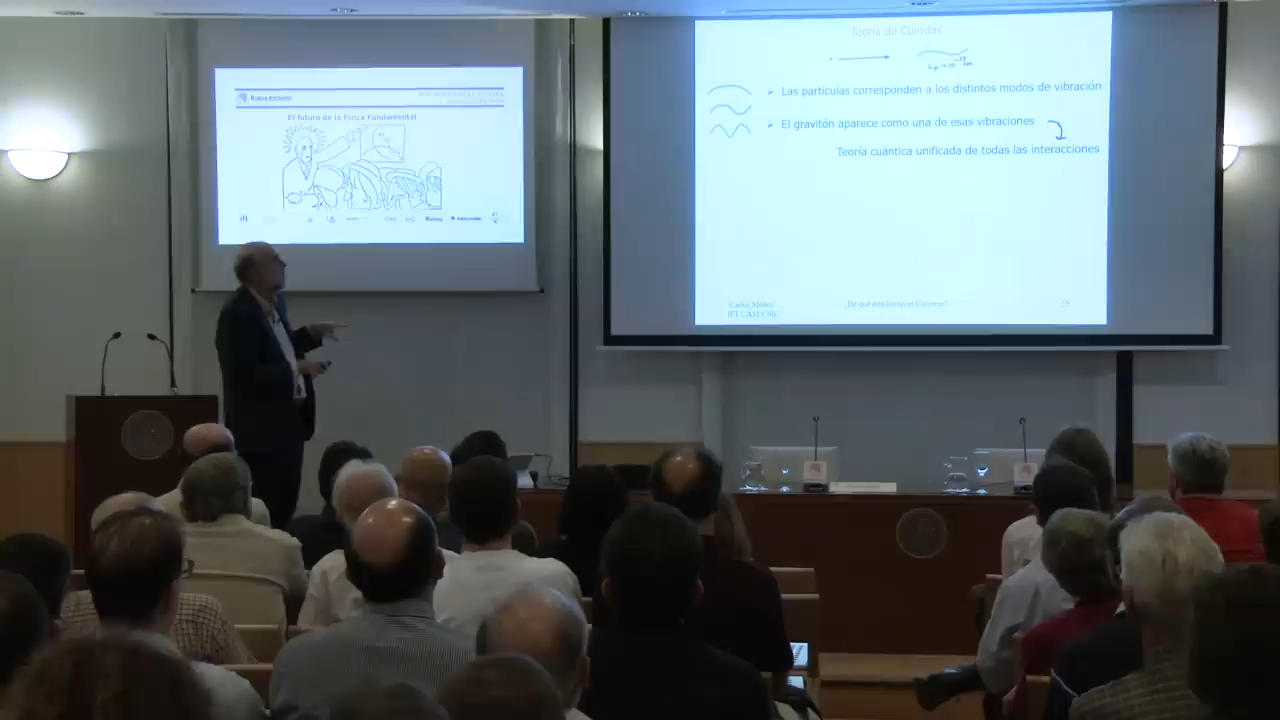 El futuro de la Física Fundamental
Teoría de Cuerdas
Las partículas corresponden a los distintos modos de vibración
El gravitón aparece como una de esas vibraciones
Teoría cuántica unificada de todas las interacciones
Carlos Muñoz
IFT UAM-CSIC
¿De qué está hecho el Universo?
25